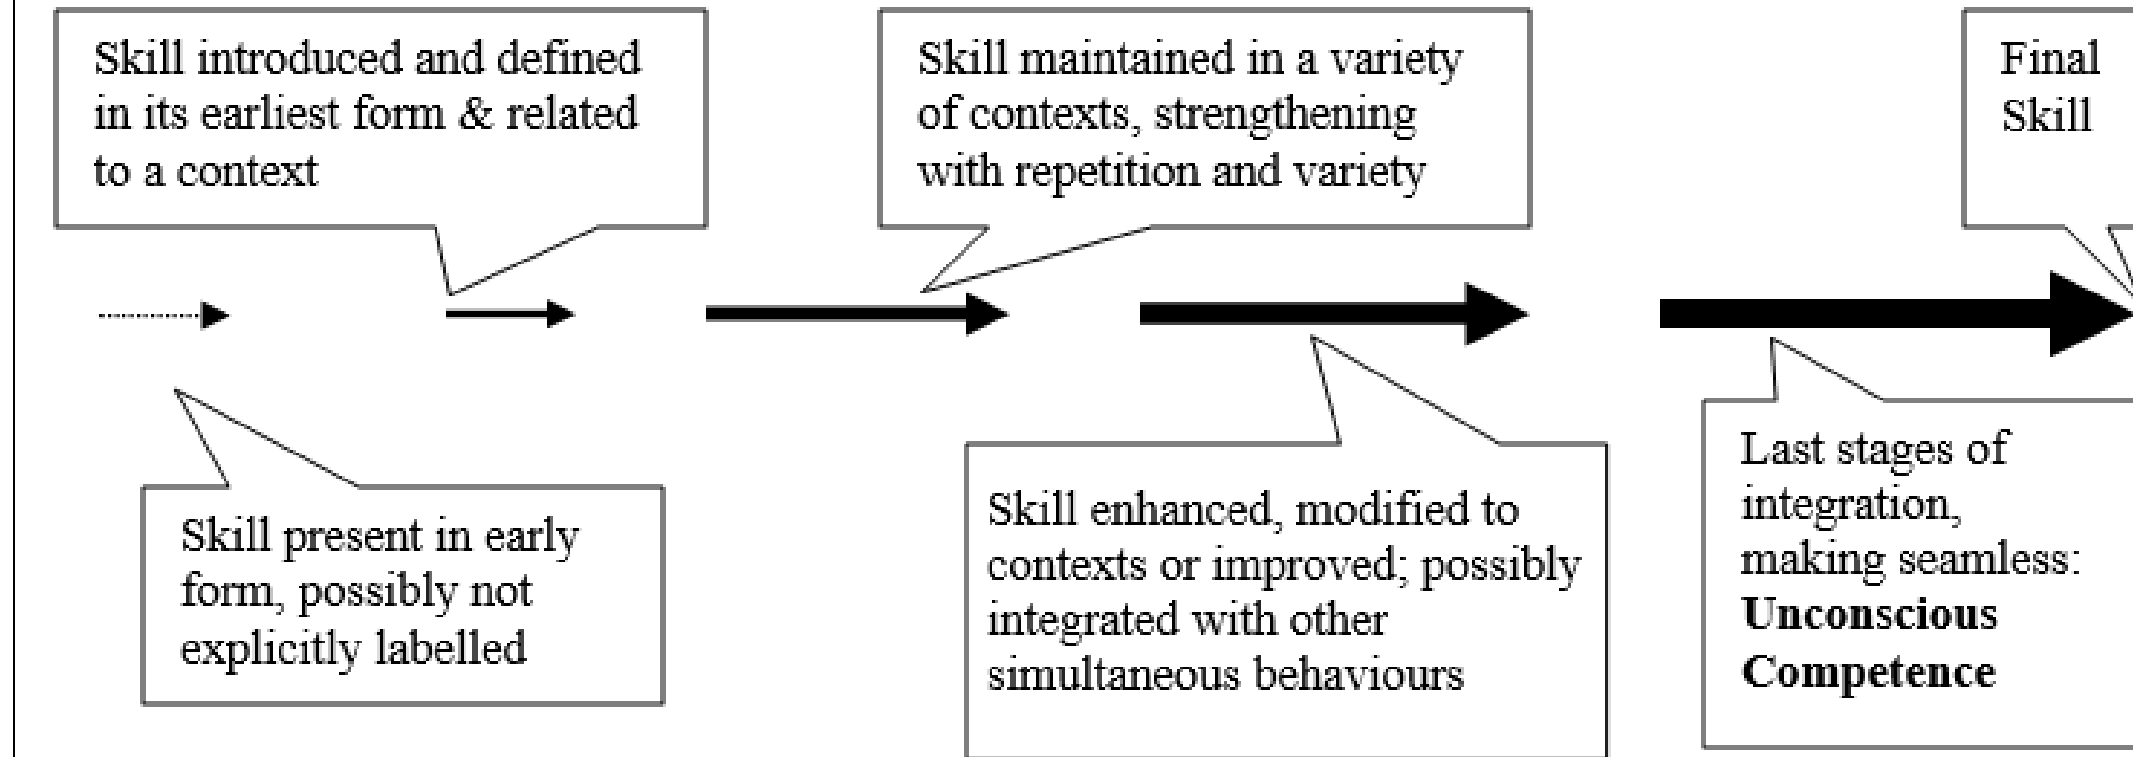 Skill introduced and defined
in its earliest form & related
to a context
Skill maintained in a variety
of contexts, strengthening
with repetition and variety
Final
Skill
Skill present in early
form, possibly not
explicitly labelled
Skill enhanced, modified to
contexts or improved; possibly
integrated with other
simultaneous behaviours
Last stages of
integration,
making seamless:
Unconscious
Competence